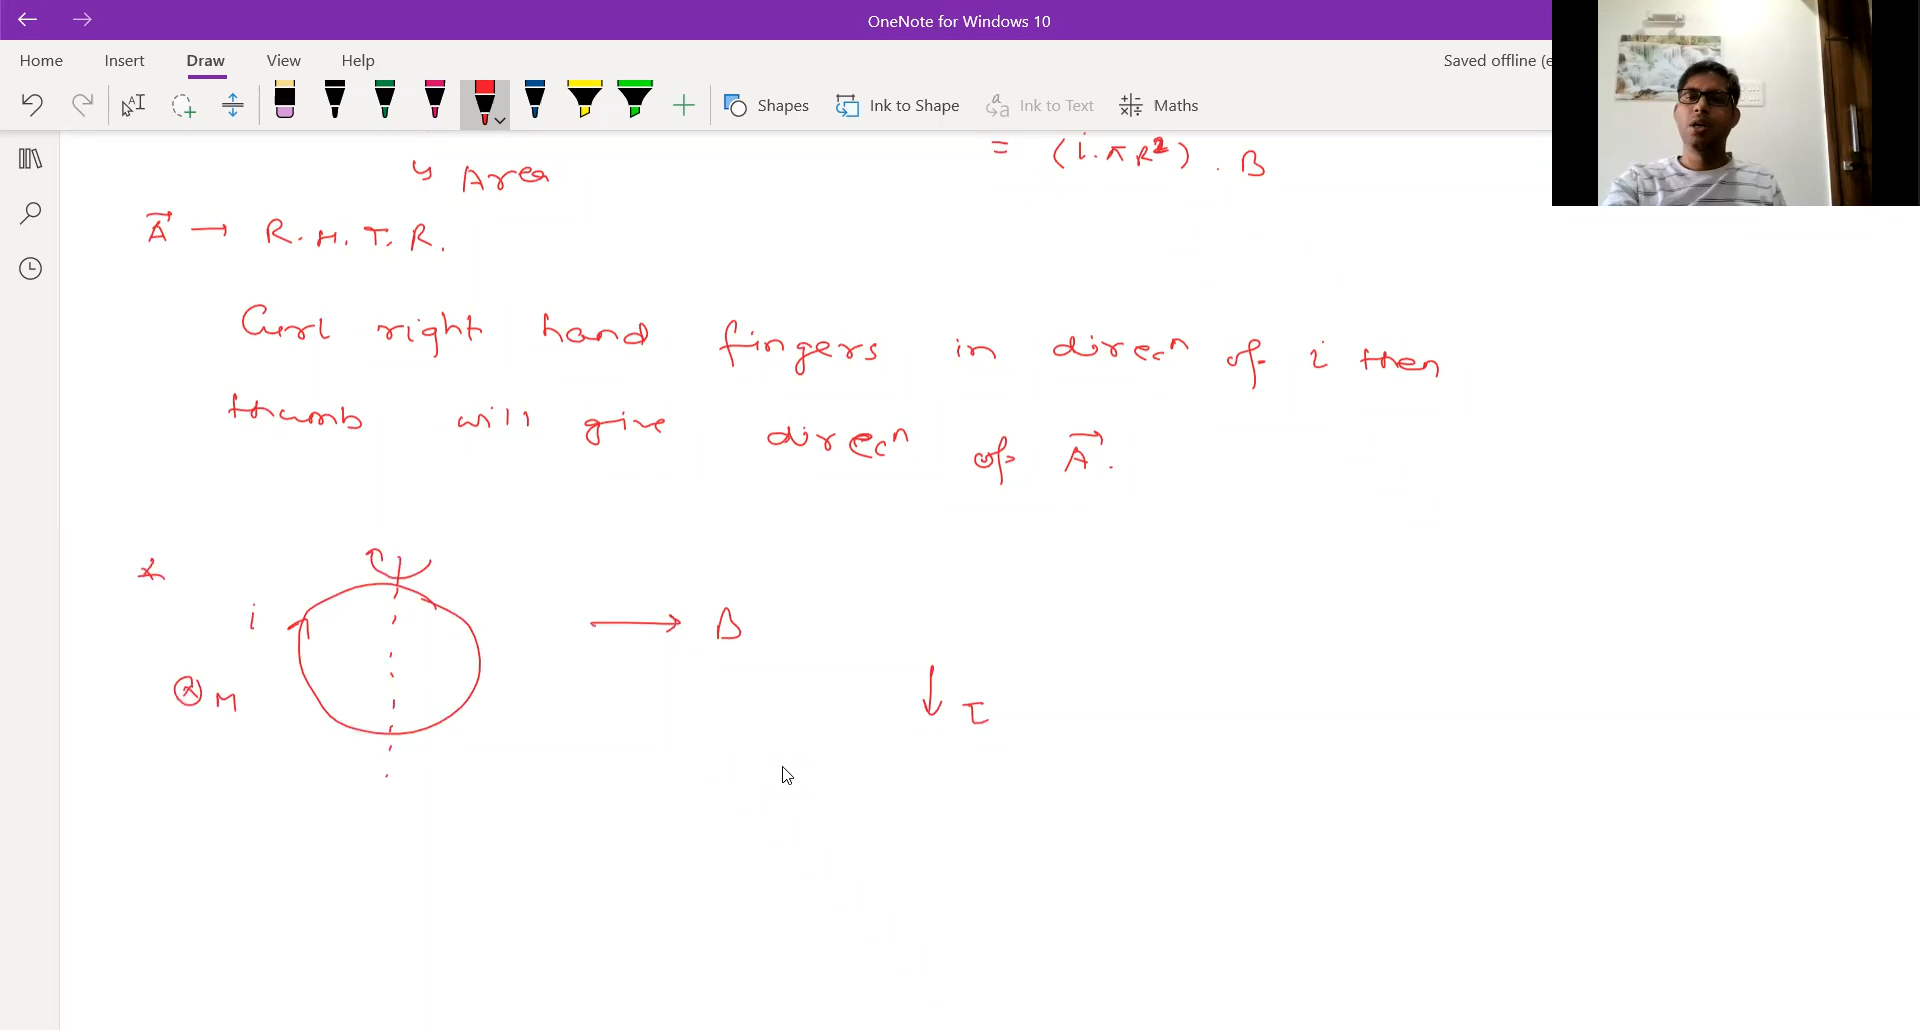 OneNote for Windows 10
Home Insert Draw View Help
Saved offline (e
Shapes Ink to Shape Ink to Text Maths
= (i.πR²) . B
↳ Area
A⃗ → R.H.T.R.
Curl right hand fingers in direcⁿ of i then
thumb will give direcⁿ of A⃗.
i
→ B
⊗ M
↓ τ